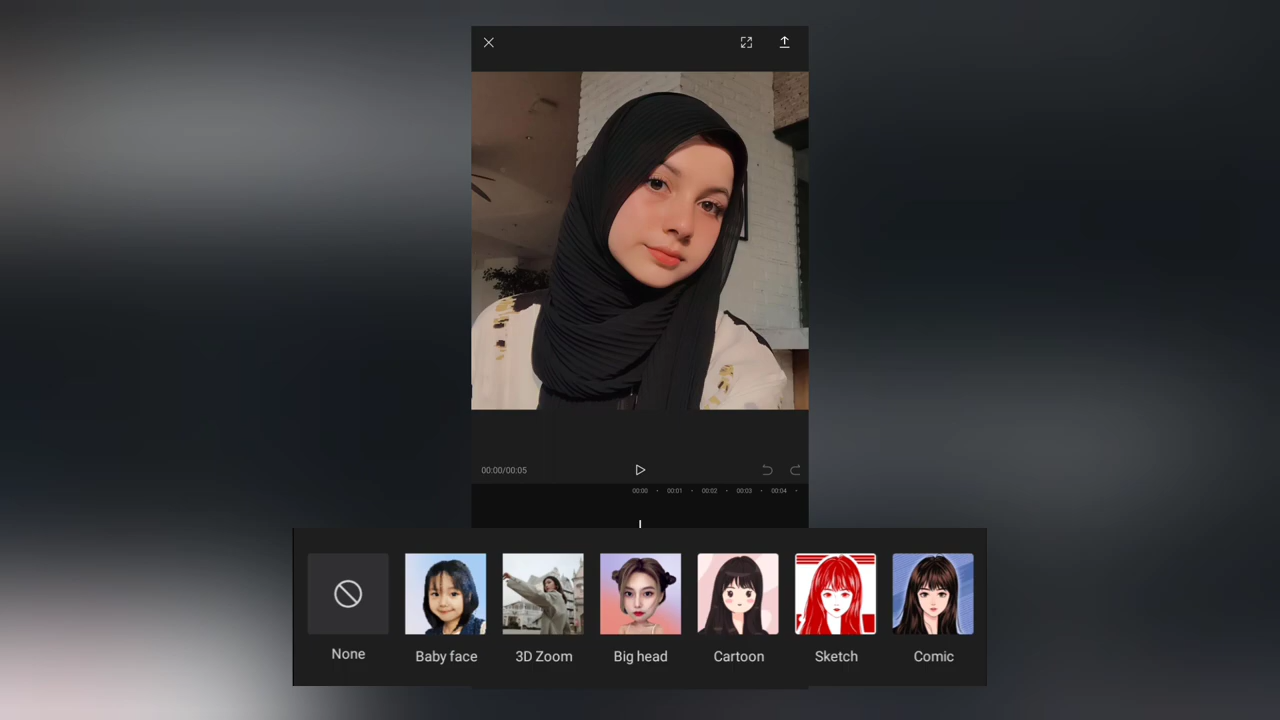 00:00/00:05
00:00 • 00:01 • 00:02 • 00:03 • 00:04 •
None Baby face 3D Zoom Big head Cartoon Sketch Comic